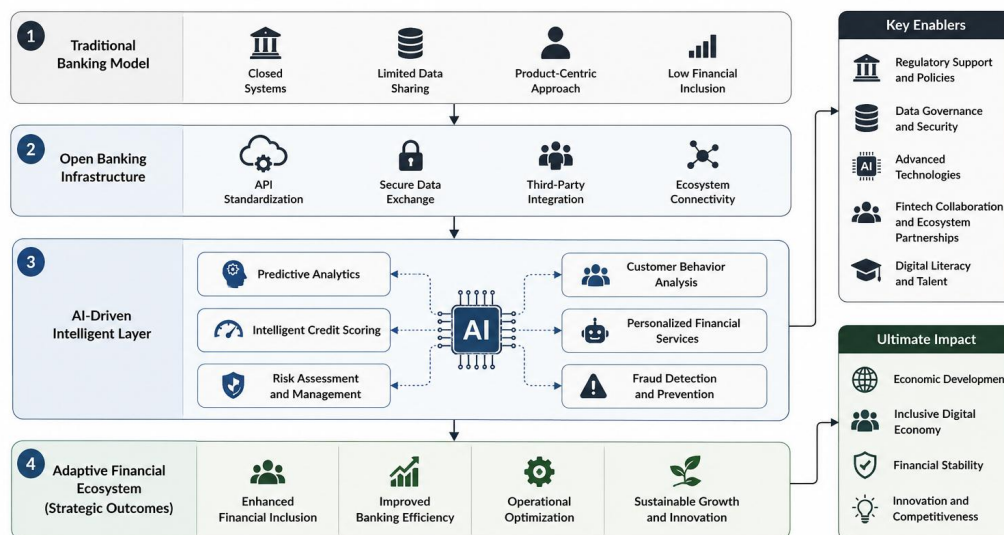 1
Traditional
Banking Model
Closed
Systems
Limited Data
Sharing
Product-Centric
Approach
Low Financial
Inclusion
2
Open Banking
Infrastructure
API
Standardization
Secure Data
Exchange
Third-Party
Integration
Ecosystem
Connectivity
3
AI-Driven
Intelligent Layer
Predictive Analytics
Intelligent Credit Scoring
Risk Assessment
and Management
AI
Customer Behavior
Analysis
Personalized Financial
Services
Fraud Detection
and Prevention
4
Adaptive Financial
Ecosystem
(Strategic Outcomes)
Enhanced
Financial Inclusion
Improved
Banking Efficiency
Operational
Optimization
Sustainable Growth
and Innovation
Key Enablers
Regulatory Support
and Policies
Data Governance
and Security
AI
Advanced
Technologies
Fintech Collaboration
and Ecosystem
Partnerships
Digital Literacy
and Talent
Ultimate Impact
Economic Development
Inclusive Digital
Economy
Financial Stability
Innovation and
Competitiveness